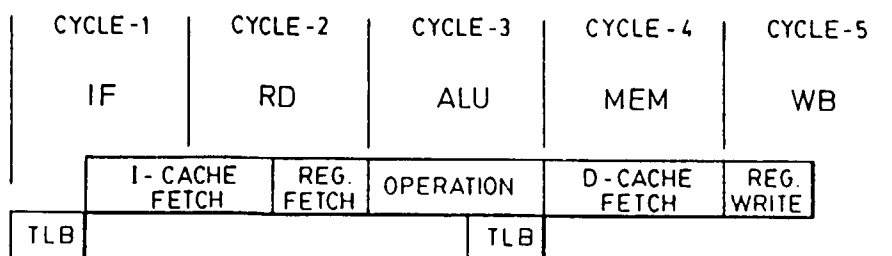 CYCLE-1 CYCLE-2 CYCLE-3 CYCLE-4 CYCLE-5
IF RD ALU MEM WB
I-CACHE FETCH REG. FETCH OPERATION D-CACHE FETCH REG. WRITE
TLB TLB